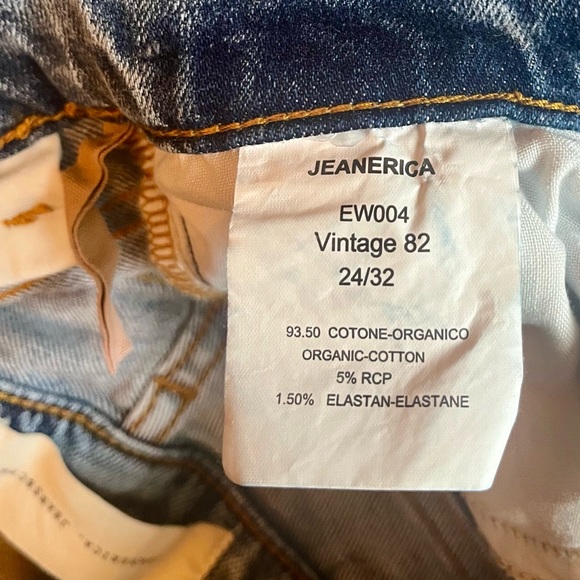 JEANERICA
EW004
Vintage 82
24/32
93.50 COTONE-ORGANICO
ORGANIC-COTTON
5% RCP
1.50% ELASTAN-ELASTANE